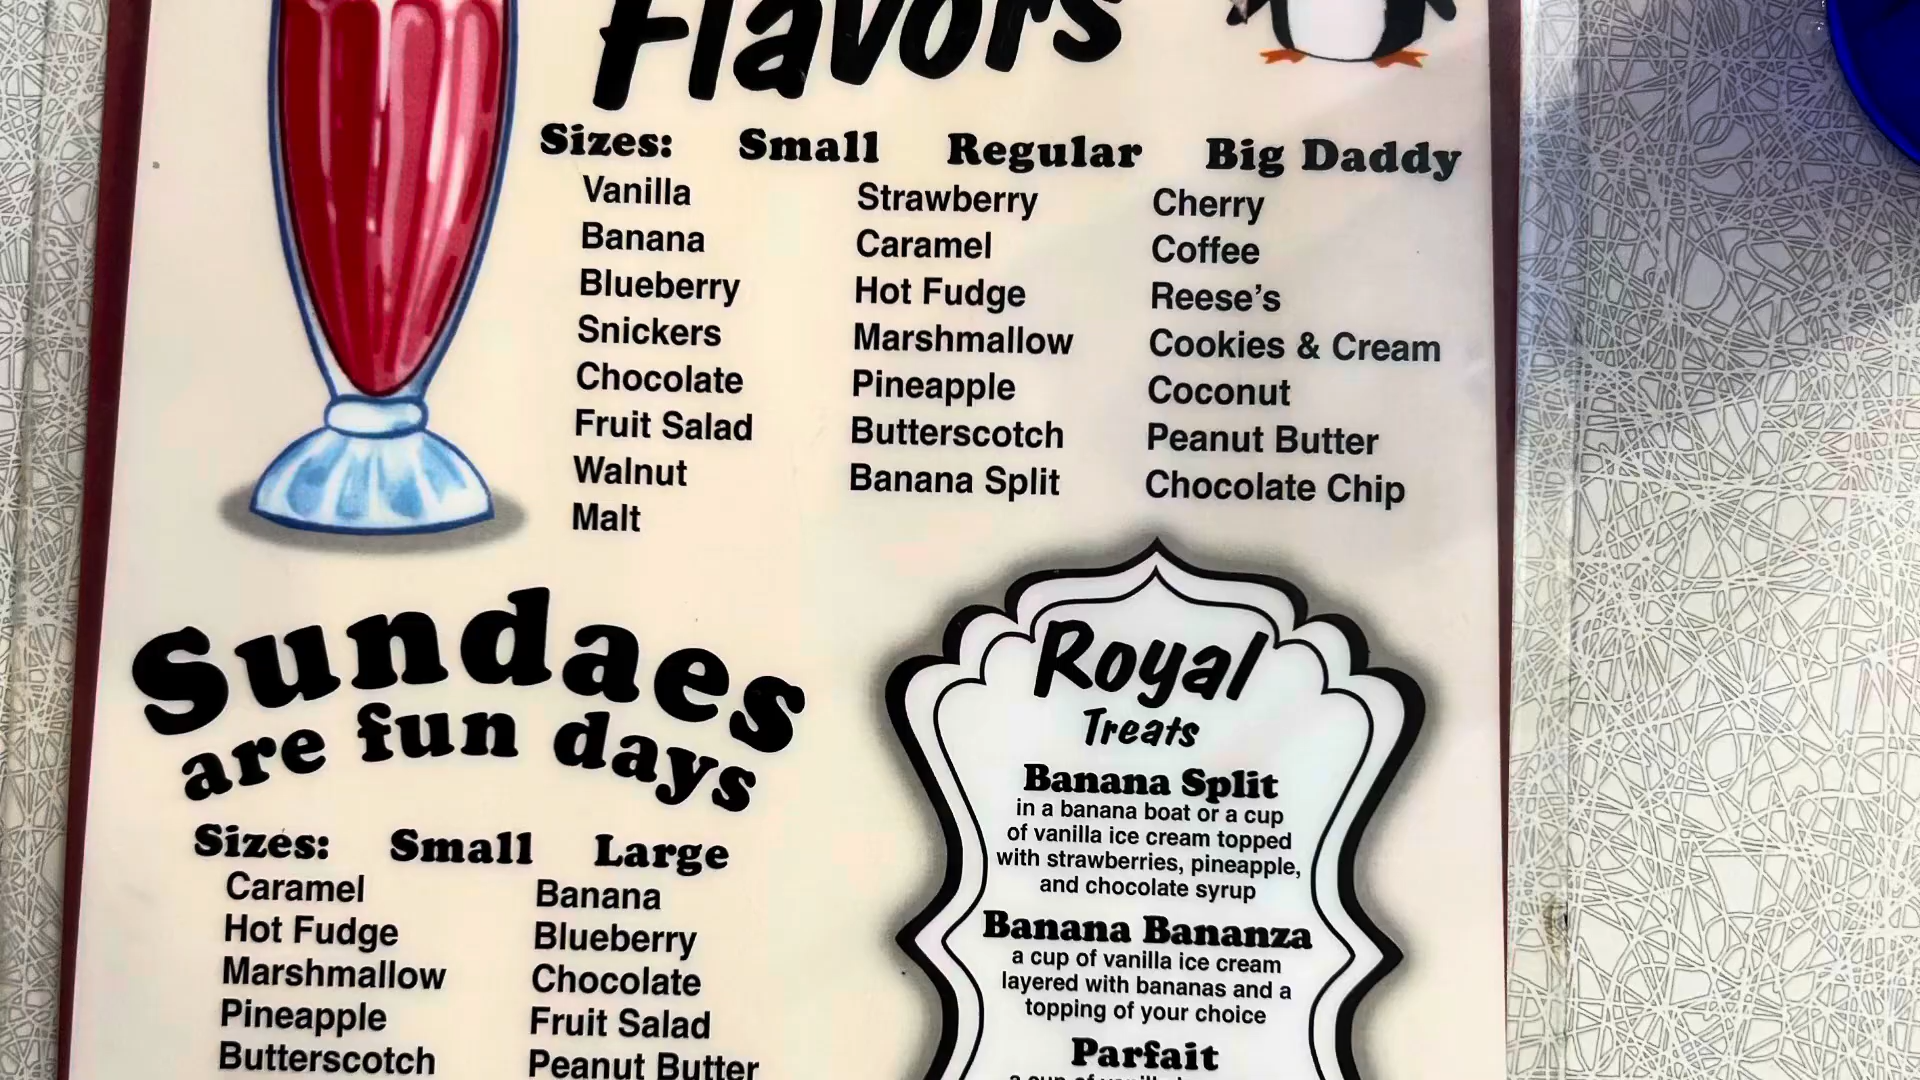 Flavors
Sizes: Small Regular Big Daddy
Vanilla Strawberry Cherry
Banana Caramel Coffee
Blueberry Hot Fudge Reese's
Snickers Marshmallow Cookies & Cream
Chocolate Pineapple Coconut
Fruit Salad Butterscotch Peanut Butter
Walnut Banana Split Chocolate Chip
Malt
Sundaes
are fun days
Sizes: Small Large
Caramel Banana
Hot Fudge Blueberry
Marshmallow Chocolate
Pineapple Fruit Salad
Butterscotch Peanut Butter
Royal
Treats
Banana Split
in a banana boat or a cup
of vanilla ice cream topped
with strawberries, pineapple,
and chocolate syrup
Banana Bananza
a cup of vanilla ice cream
layered with bananas and a
topping of your choice
Parfait